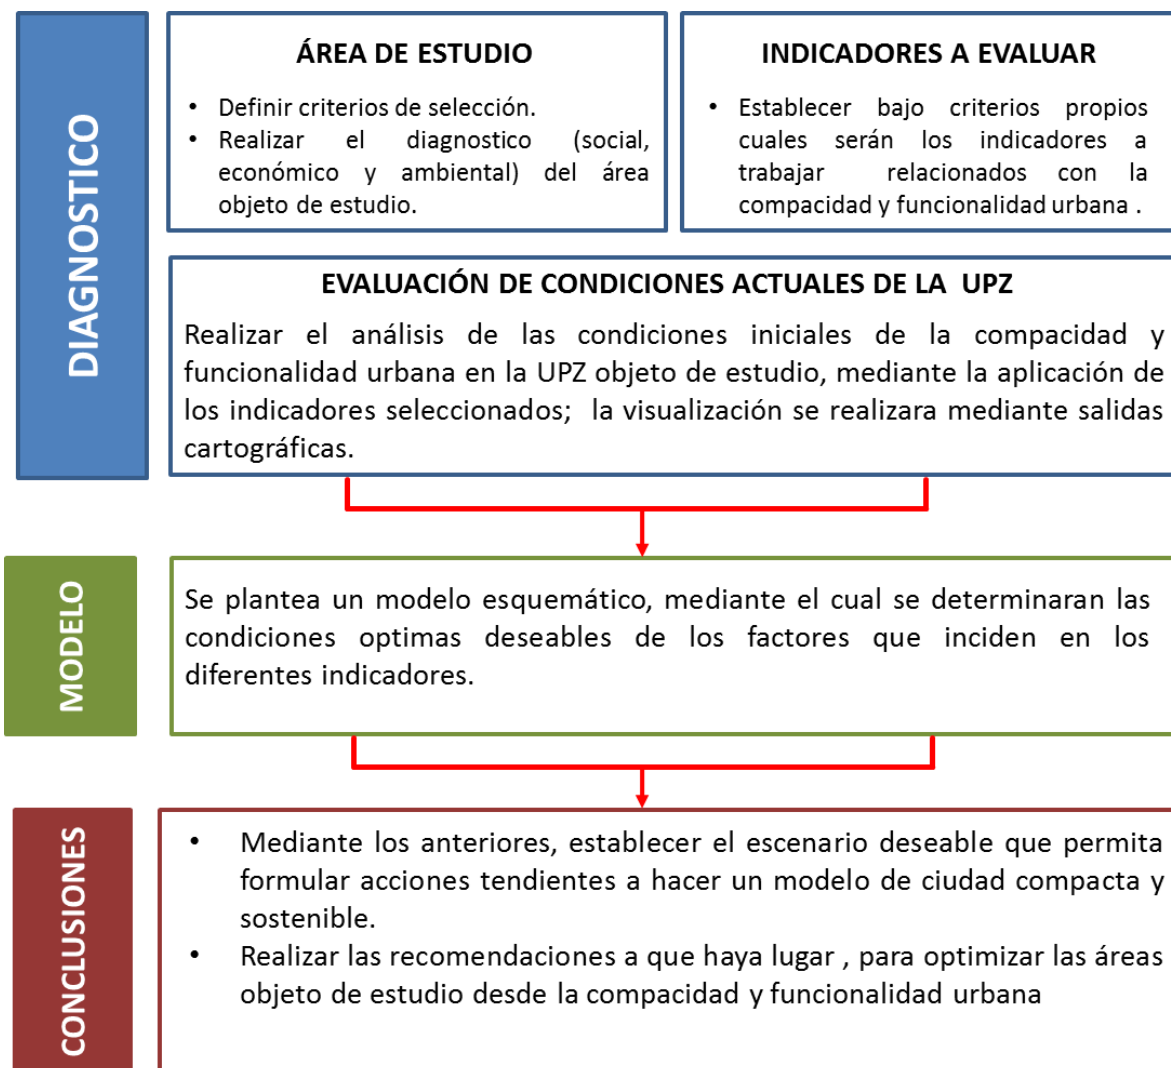 DIAGNOSTICO
ÁREA DE ESTUDIO
• Definir criterios de selección.
• Realizar el diagnostico (social,
económico y ambiental) del área
objeto de estudio.
INDICADORES A EVALUAR
• Establecer bajo criterios propios
cuales serán los indicadores a
trabajar relacionados con la
compacidad y funcionalidad urbana .
EVALUACIÓN DE CONDICIONES ACTUALES DE LA UPZ
Realizar el análisis de las condiciones iniciales de la compacidad y
funcionalidad urbana en la UPZ objeto de estudio, mediante la aplicación de
los indicadores seleccionados; la visualización se realizara mediante salidas
cartográficas.
MODELO
Se plantea un modelo esquemático, mediante el cual se determinaran las
condiciones optimas deseables de los factores que inciden en los
diferentes indicadores.
CONCLUSIONES
• Mediante los anteriores, establecer el escenario deseable que permita
formular acciones tendientes a hacer un modelo de ciudad compacta y
sostenible.
• Realizar las recomendaciones a que haya lugar , para optimizar las áreas
objeto de estudio desde la compacidad y funcionalidad urbana